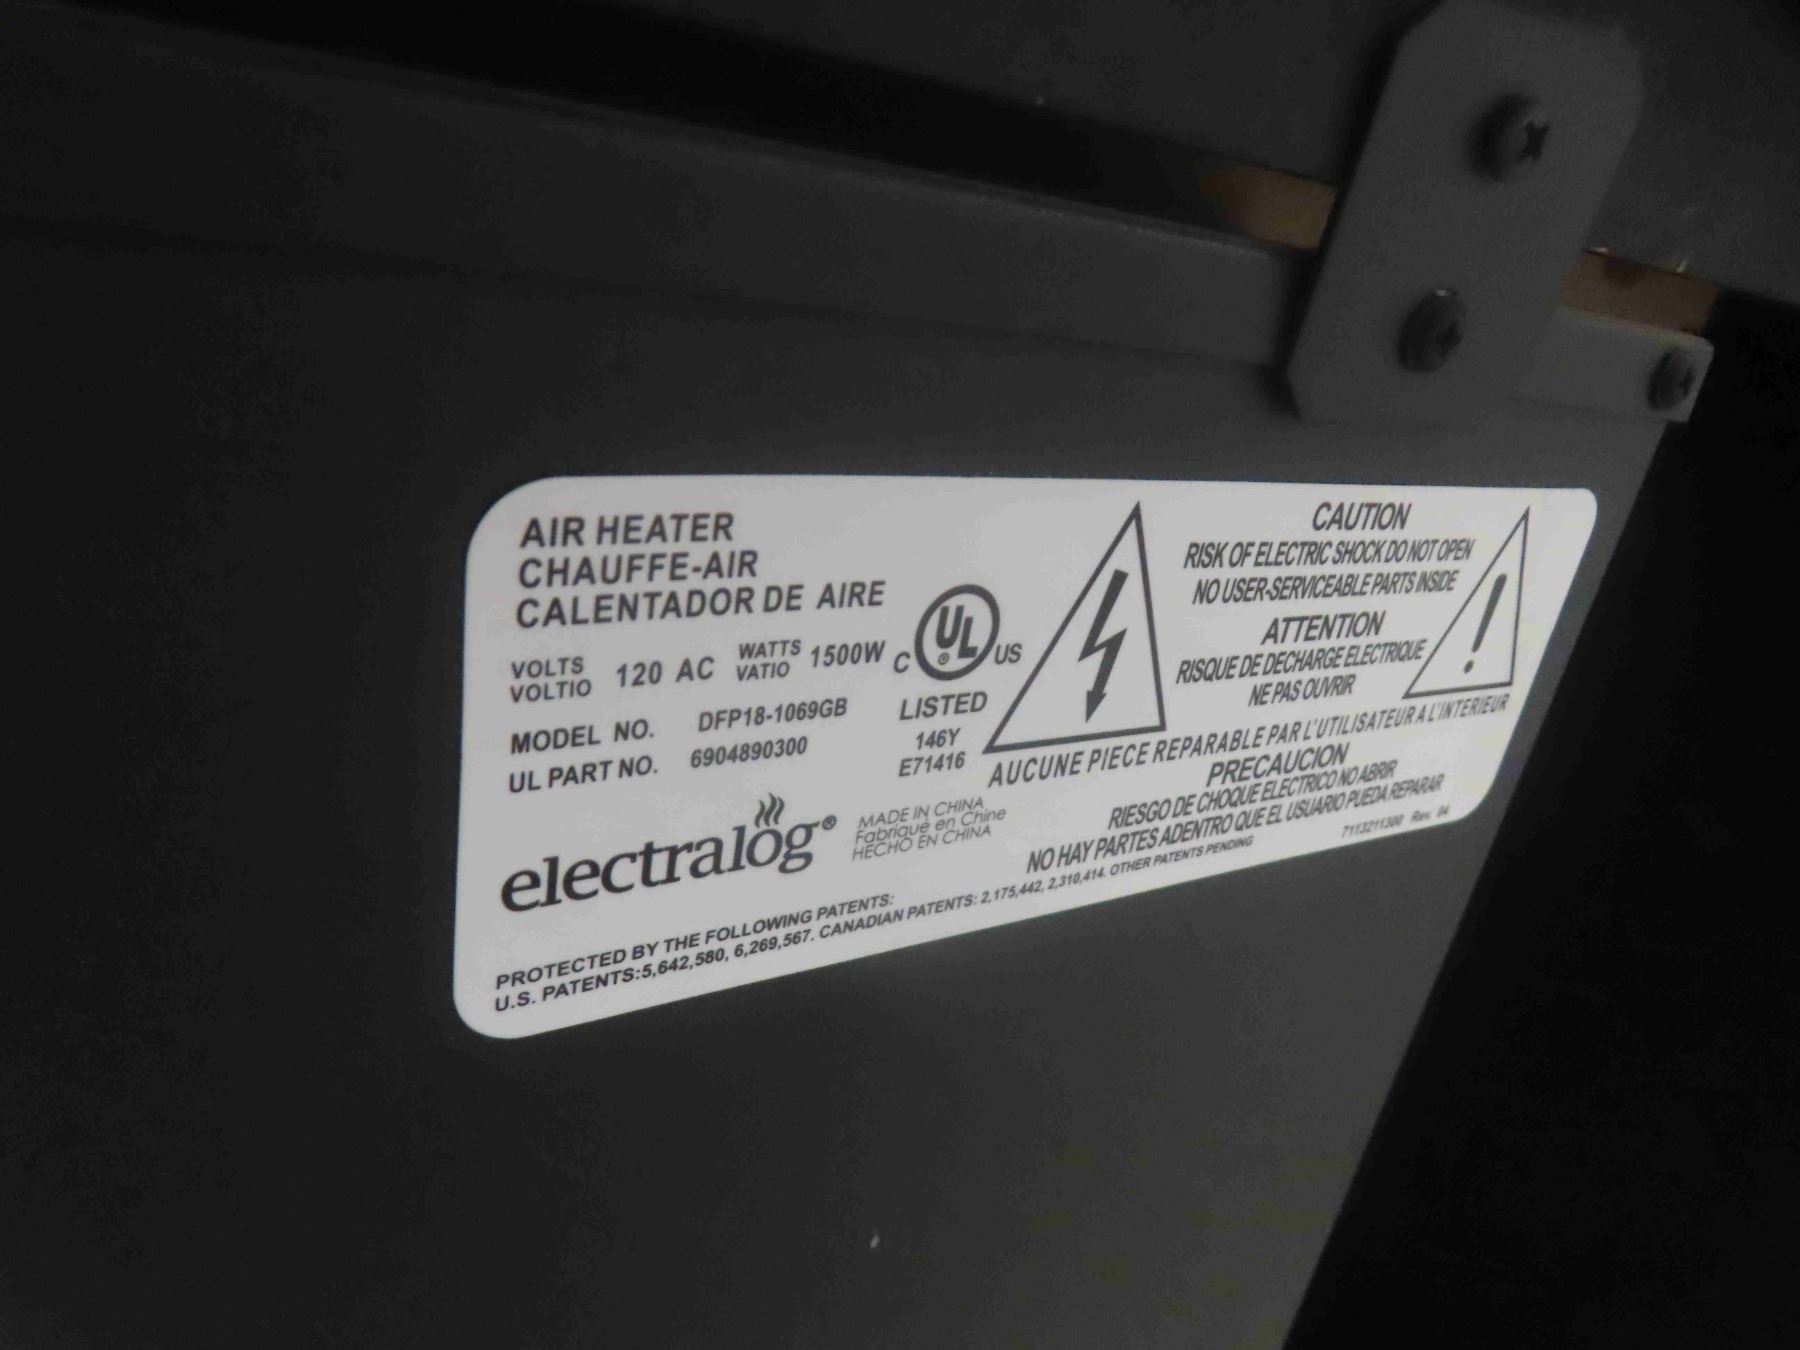 AIR HEATER
CHAUFFE-AIR
CALENTADOR DE AIRE
VOLTS
VOLTIO
120 AC
WATTS
VATIO
1500W
MODEL NO. DFP18-1069GB
UL PART NO. 6904890300
C UL ® US
LISTED
146Y
E71416
electralog®
MADE IN CHINA
Fabriqué en Chine
HECHO EN CHINA
CAUTION
RISK OF ELECTRIC SHOCK DO NOT OPEN
NO USER-SERVICEABLE PARTS INSIDE
ATTENTION
RISQUE DE DECHARGE ELECTRIQUE
NE PAS OUVRIR
AUCUNE PIECE REPARABLE PAR L'UTILISATEUR A L'INTERIEUR
PRECAUCION
RIESGO DE CHOQUE ELECTRICO NO ABRIR
NO HAY PARTES ADENTRO QUE EL USUARIO PUEDA REPARAR
7113211300 Rev. 04
PROTECTED BY THE FOLLOWING PATENTS:
U.S. PATENTS:5,642,580, 6,269,567. CANADIAN PATENTS: 2,175,442, 2,310,414. OTHER PATENTS PENDING